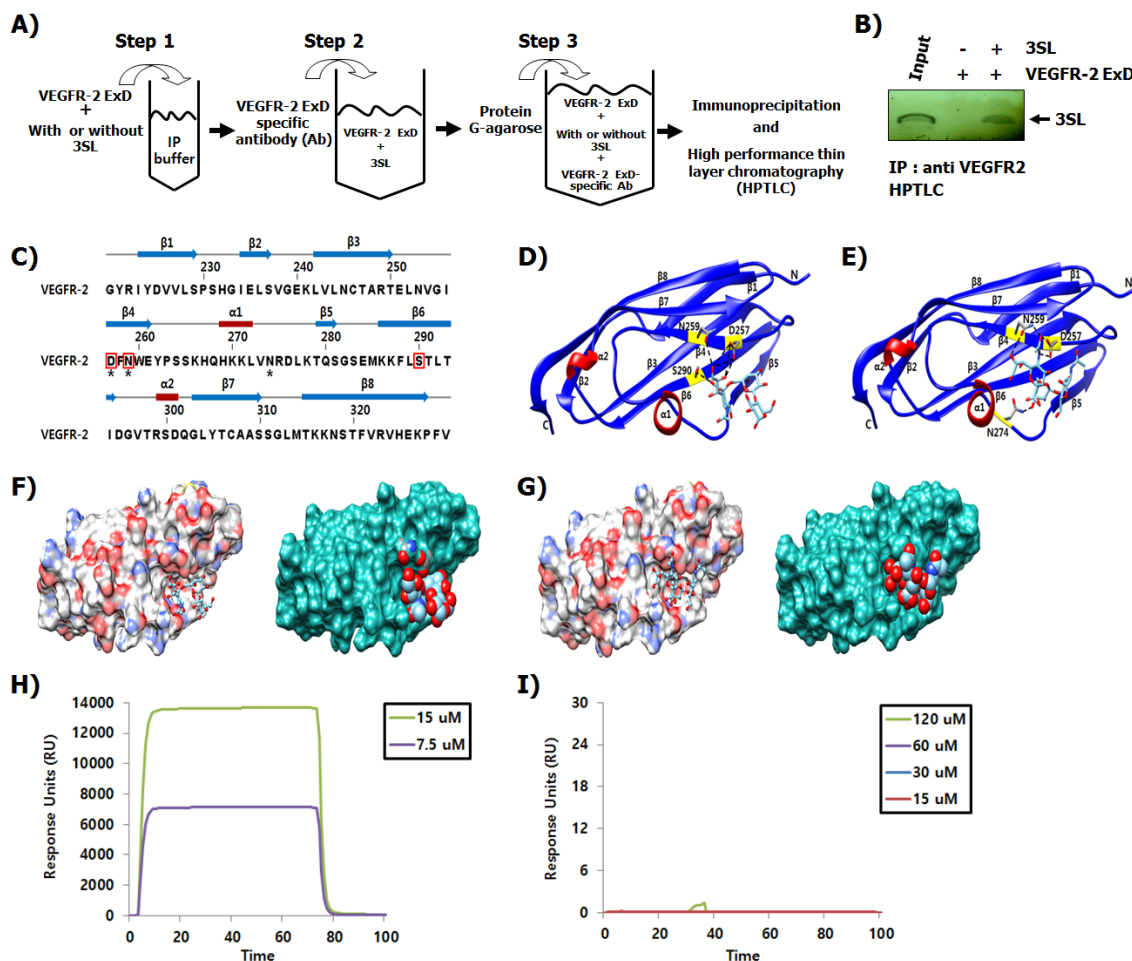 A)
Step 1
Step 2
Step 3
VEGFR-2 ExD
+
With or without
3SL
IP
buffer
VEGFR-2 ExD
specific
antibody (Ab)
VEGFR-2 ExD
+
3SL
Protein
G-agarose
VEGFR-2 ExD
+
With or without
3SL
+
VEGFR-2 ExD-
specific Ab
Immunoprecipitation
and
High performance thin
layer chromatography
(HPTLC)
B)
Input
- + 3SL
+ + VEGFR-2 ExD
3SL
IP : anti VEGFR2
HPTLC
C)
β1 β2 β3
230 240 250
VEGFR-2 GYRIYDVVLSPSHGIELSVGEKLVLNCTARTELNVGI
β4 α1 β5 β6
260 270 280 290
VEGFR-2 DFNWEYPSSKHQHKKLVNRDLKTQSGSEMKKFLSTLT
* * *
α2 β7 β8
300 310 320
VEGFR-2 IDGVTRSDQGLYTCAASSGLMTKKNSTFVRVHEKPFV
D)
β8
N
β7
β1
N259
D257
β4
α2
β3
S290
β2
β5
β6
α1
C
E)
β8
β1
N
β7
N259
D257
β4
α2
β3
β2
β6
β5
α1
N274
C
F)
G)
H)
14000
12000
10000
8000
6000
4000
2000
0
Response Units (RU)
0 20 40 60 80 100
Time
15 uM
7.5 uM
I)
30
24
18
12
6
0
Response Units (RU)
0 20 40 60 80 100
Time
120 uM
60 uM
30 uM
15 uM